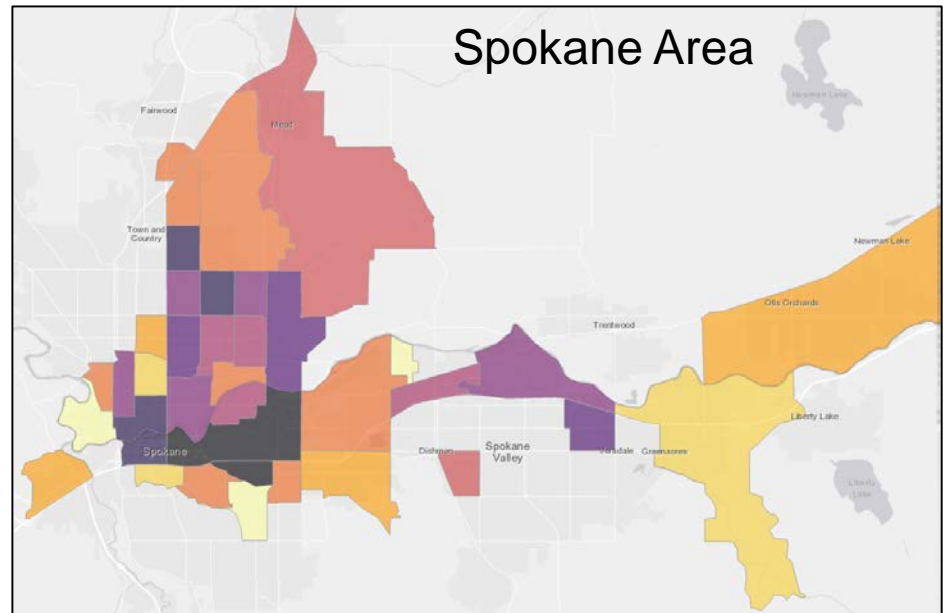 Spokane Area
Newman Lake
Fairwood
Mead
Town and
Country
Newman Lake
Otis Orchards
Trentwood
Liberty Lake
Spokane
Dishman
Spokane
Valley
Veradale
Greenacres
Liberty
Lake